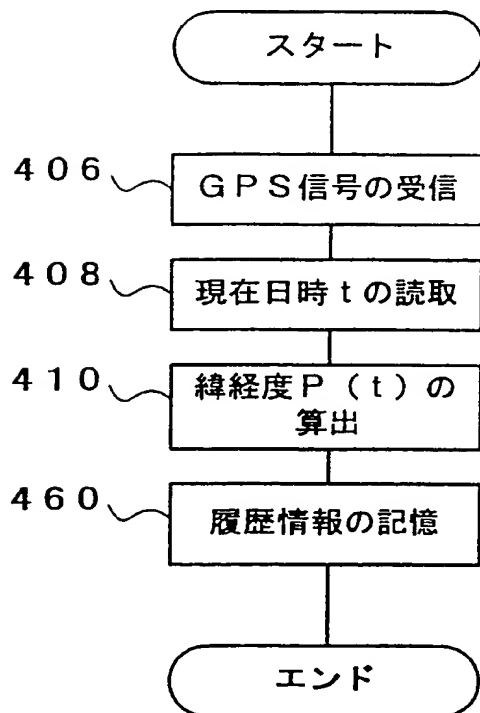 スタート
406
GPS信号の受信
408
現在日時tの読取
410
緯経度P(t)の
算出
460
履歴情報の記憶
エンド